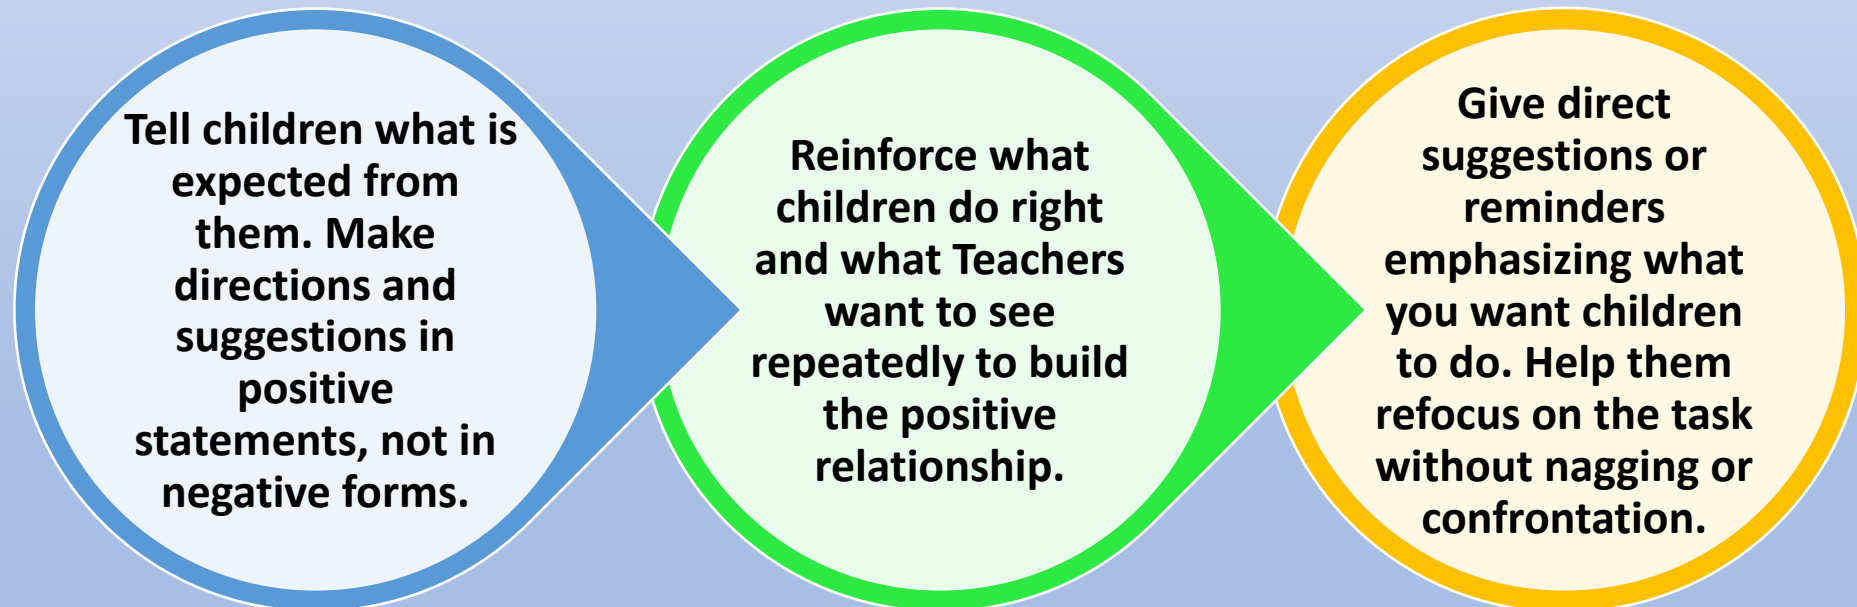 Tell children what is
expected from
them. Make
directions and
suggestions in
positive
statements, not in
negative forms.
Reinforce what
children do right
and what Teachers
want to see
repeatedly to build
the positive
relationship.
Give direct
suggestions or
reminders
emphasizing what
you want children
to do. Help them
refocus on the task
without nagging or
confrontation.